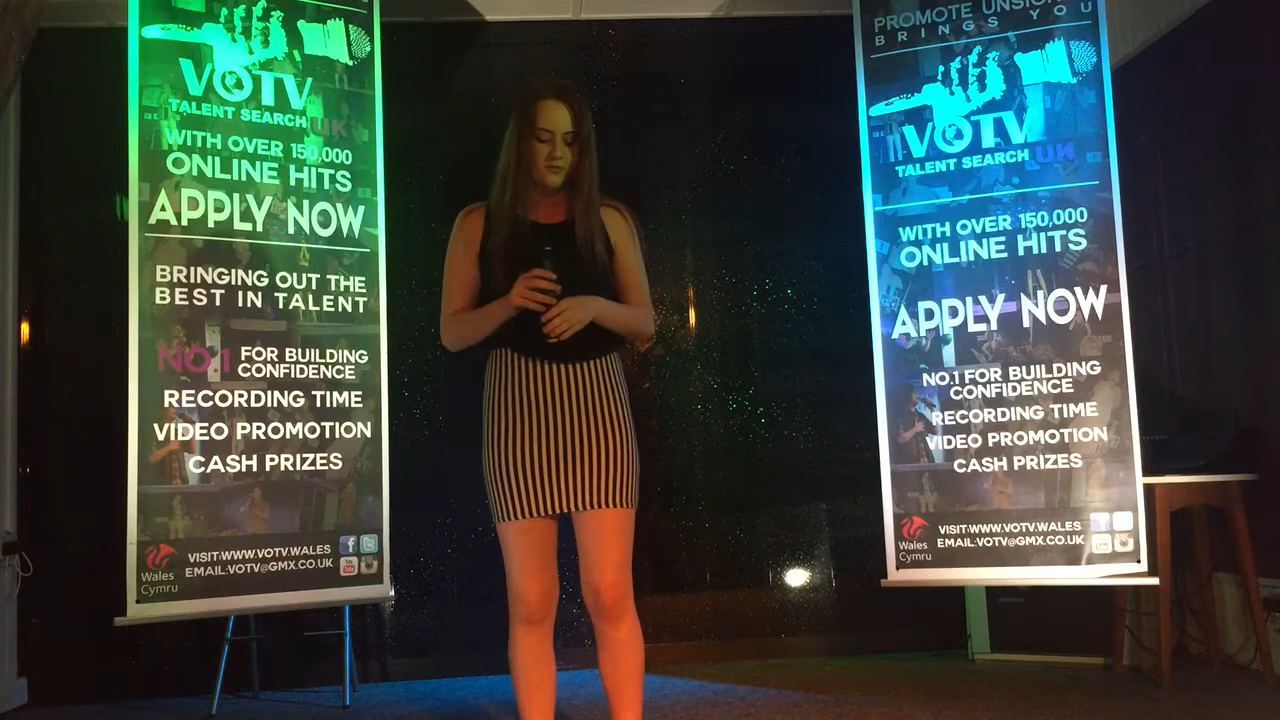 VOTV
TALENT SEARCH UK
WITH OVER 150,000
ONLINE HITS
APPLY NOW
BRINGING OUT THE
BEST IN TALENT
NO.1 FOR BUILDING
CONFIDENCE
RECORDING TIME
VIDEO PROMOTION
CASH PRIZES
VISIT:WWW.VOTV.WALES
EMAIL:VOTV@GMX.CO.UK
Wales
Cymru
PROMOTE
BRINGS YOU
VOTV
TALENT SEARCH UK
WITH OVER 150,000
ONLINE HITS
APPLY NOW
NO.1 FOR BUILDING
CONFIDENCE
RECORDING TIME
VIDEO PROMOTION
CASH PRIZES
VISIT:WWW.VOTV.WALES
EMAIL:VOTV@GMX.CO.UK
Wales
Cymru